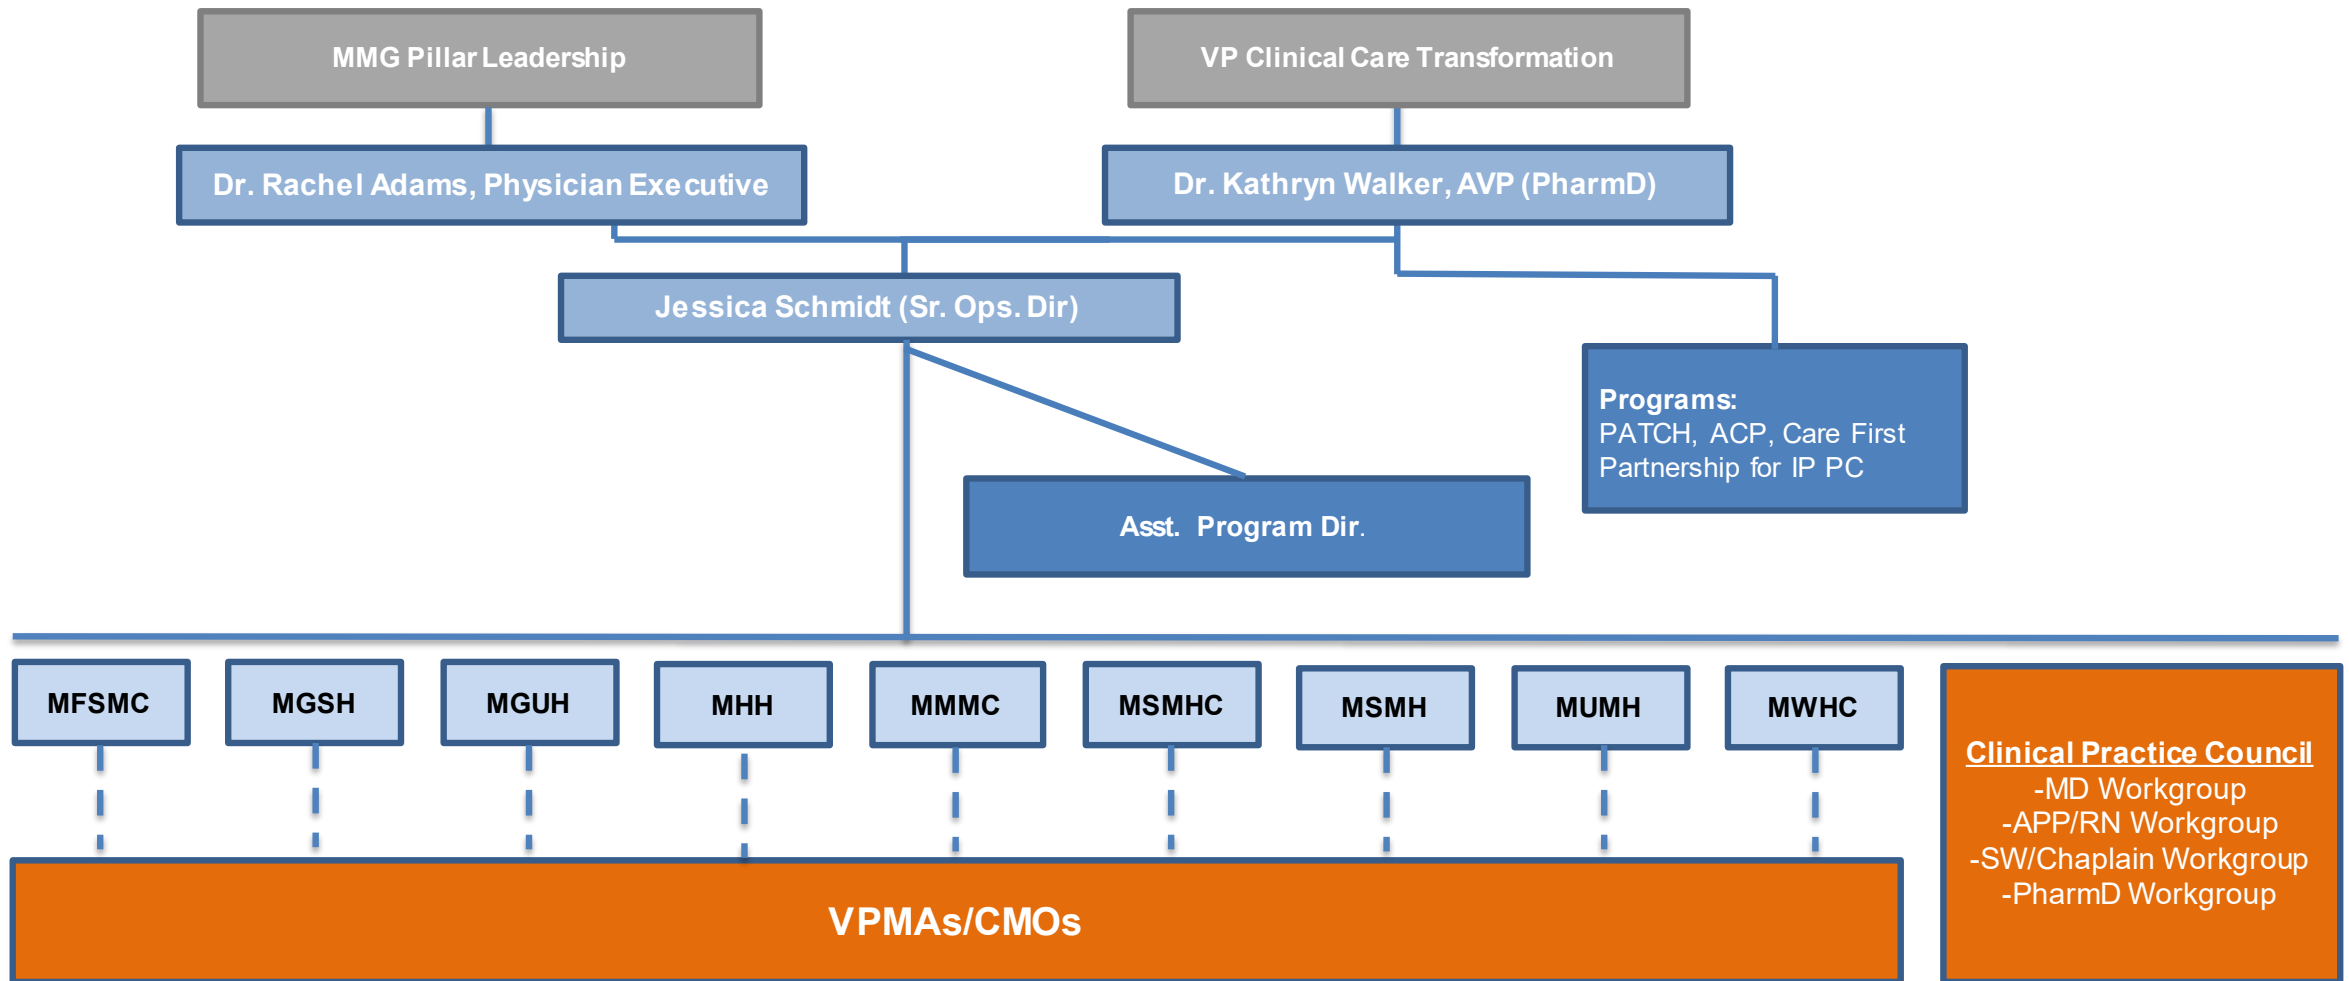 MMG Pillar Leadership
VP Clinical Care Transformation
Dr. Rachel Adams, Physician Executive
Dr. Kathryn Walker, AVP (PharmD)
Jessica Schmidt (Sr. Ops. Dir)
Programs:
PATCH, ACP, Care First
Partnership for IP PC
Asst. Program Dir.
MFSMC
MGSH
MGUH
MHH
MMMC
MSMHC
MSMH
MUMH
MWHC
Clinical Practice Council
-MD Workgroup
-APP/RN Workgroup
-SW/Chaplain Workgroup
-PharmD Workgroup
VPMAs/CMOs